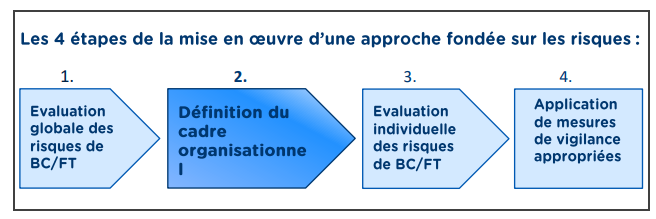 Les 4 étapes de la mise en œuvre d’une approche fondée sur les risques :
1.
Evaluation
globale des
risques de
BC/FT
2.
Définition du
cadre
organisationne
l
3.
Evaluation
individuelle
des risques
de BC/FT
4.
Application
de mesures
de vigilance
appropriées